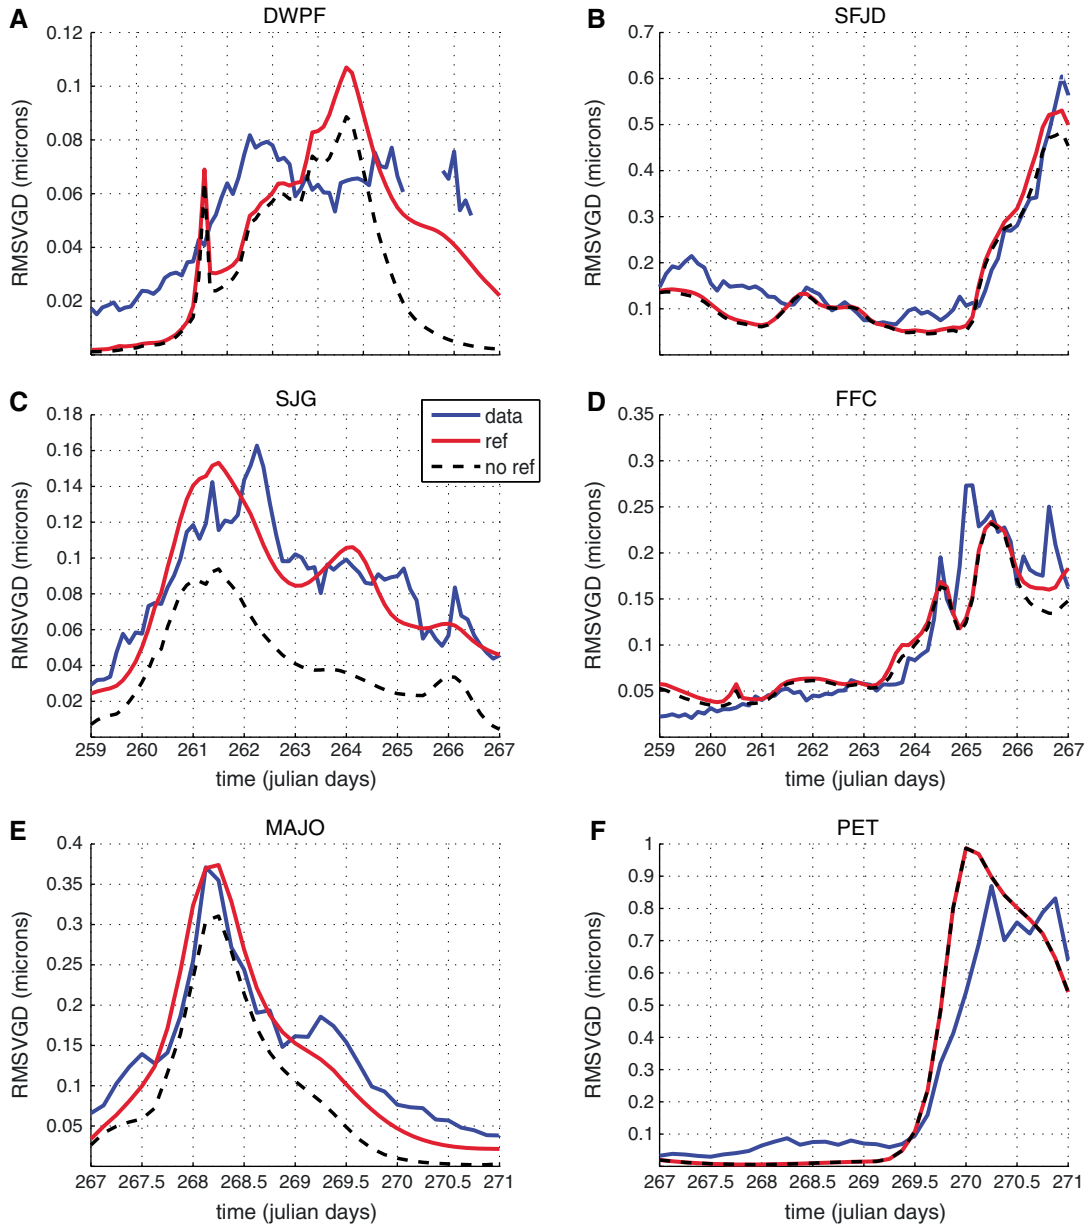 A
DWPF
RMSVGD (microns)
0.12
0.1
0.08
0.06
0.04
0.02
B
SFJD
RMSVGD (microns)
0.7
0.6
0.5
0.4
0.3
0.2
0.1
C
SJG
RMSVGD (microns)
0.18
0.16
0.14
0.12
0.1
0.08
0.06
0.04
0.02
data
ref
no ref
259 260 261 262 263 264 265 266 267
time (julian days)
D
FFC
RMSVGD (microns)
0.35
0.3
0.25
0.2
0.15
0.1
0.05
259 260 261 262 263 264 265 266 267
time (julian days)
E
MAJO
RMSVGD (microns)
0.4
0.35
0.3
0.25
0.2
0.15
0.1
0.05
267 267.5 268 268.5 269 269.5 270 270.5 271
time (julian days)
F
PET
RMSVGD (microns)
1
0.9
0.8
0.7
0.6
0.5
0.4
0.3
0.2
0.1
267 267.5 268 268.5 269 269.5 270 270.5 271
time (julian days)